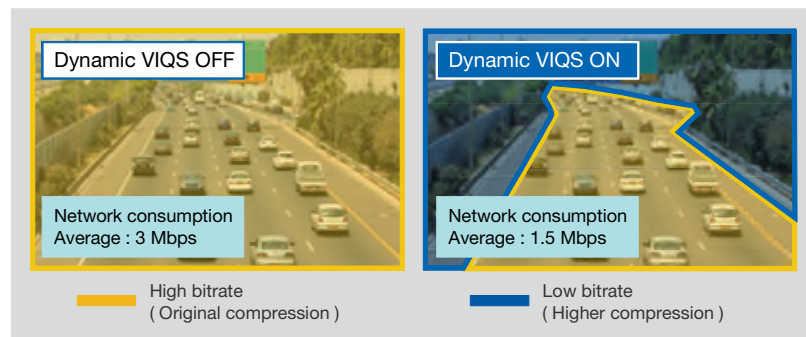 Dynamic VIQS OFF
Network consumption
Average : 3 Mbps
Dynamic VIQS ON
Network consumption
Average : 1.5 Mbps
High bitrate
( Original compression )
Low bitrate
( Higher compression )